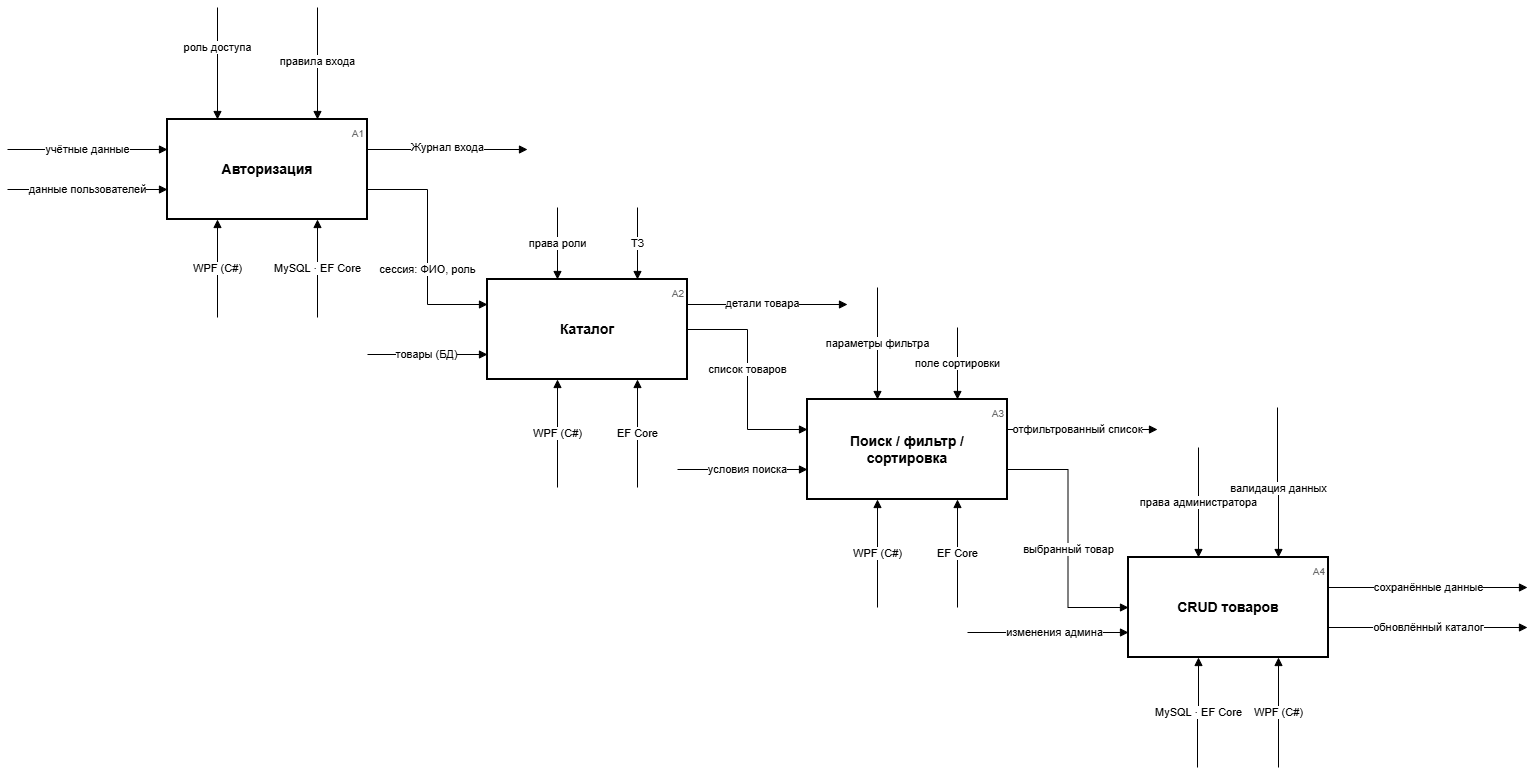 роль доступа
правила входа
A1
учётные данные
Журнал входа
Авторизация
данные пользователей
WPF (C#)
MySQL · EF Core
сессия: ФИО, роль
права роли
ТЗ
A2
детали товара
Каталог
товары (БД)
список товаров
WPF (C#)
EF Core
параметры фильтра
поле сортировки
A3
отфильтрованный список
Поиск / фильтр /
сортировка
условия поиска
WPF (C#)
EF Core
выбранный товар
валидация данных
права администратора
A4
сохранённые данные
CRUD товаров
обновлённый каталог
изменения админа
MySQL · EF Core
WPF (C#)